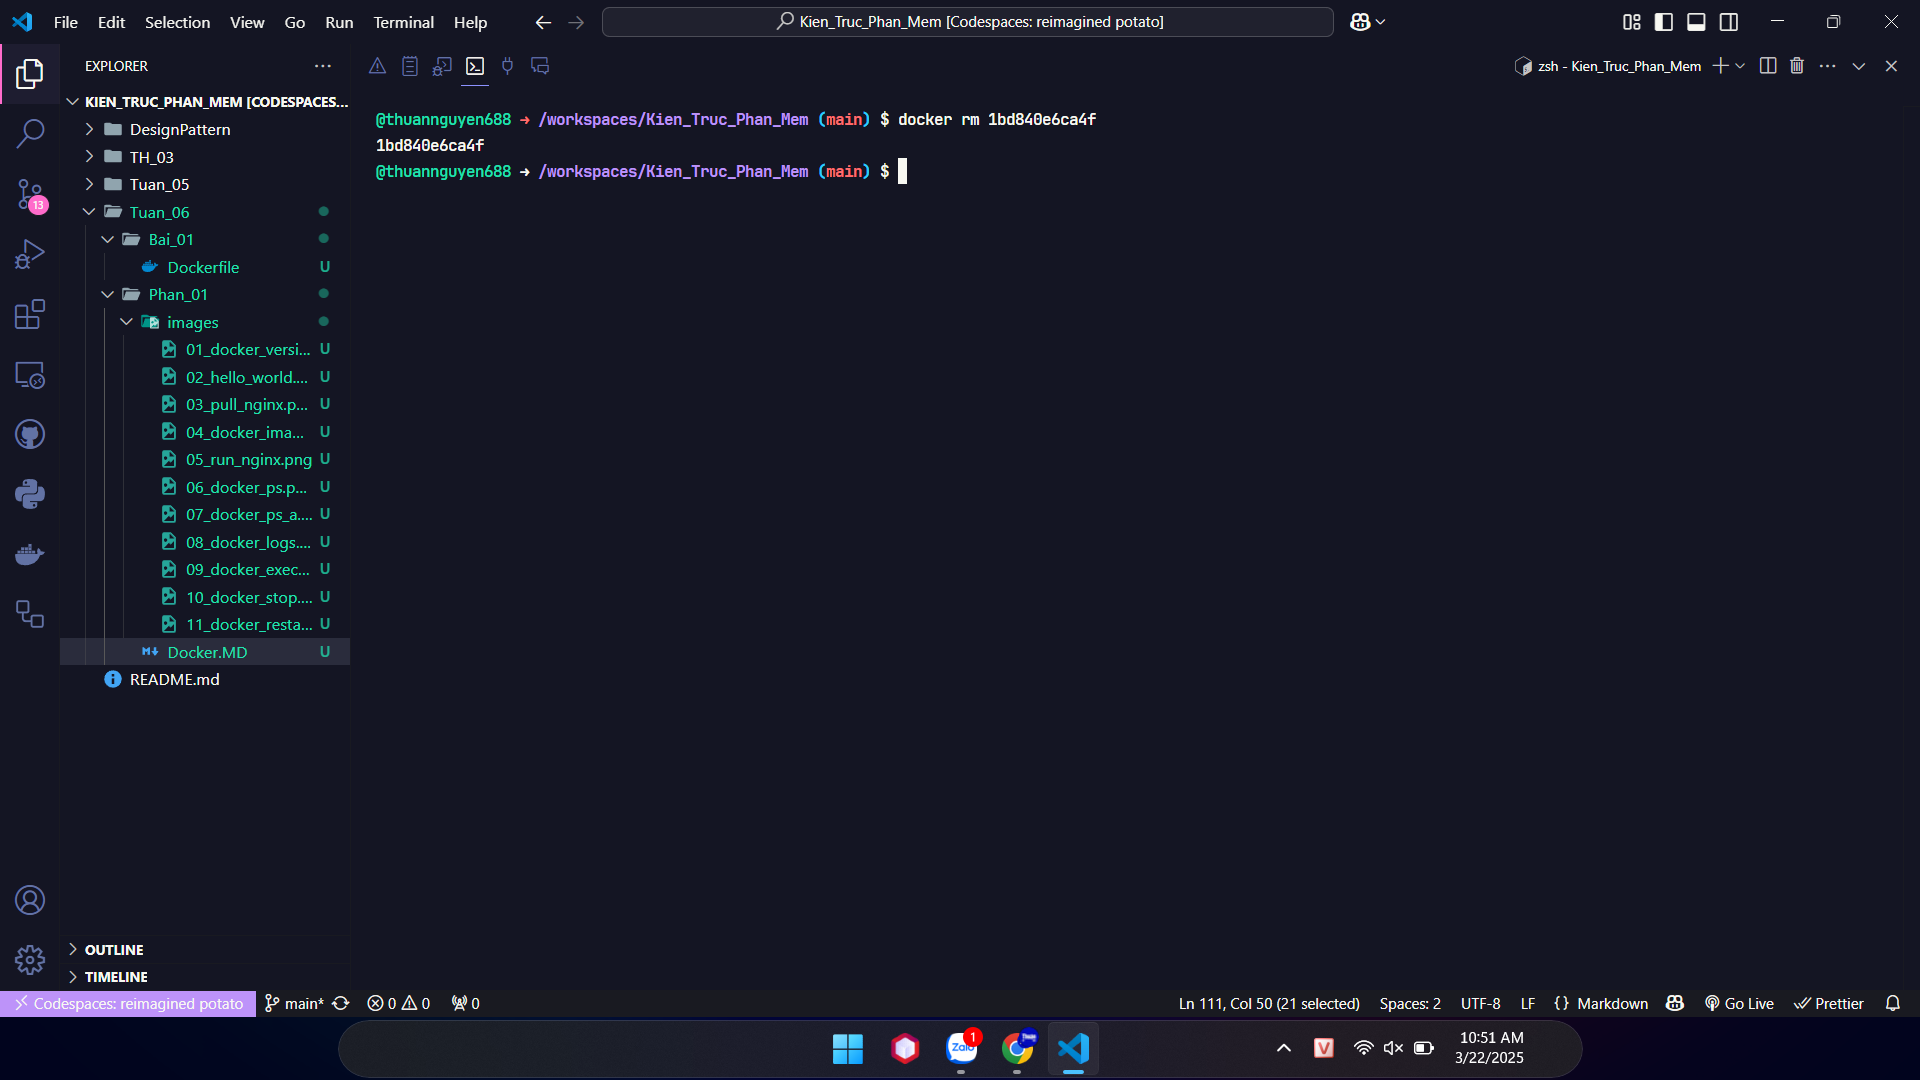 File Edit Selection View Go Run Terminal Help
Kien_Truc_Phan_Mem [Codespaces: reimagined potato]
EXPLORER
zsh - Kien_Truc_Phan_Mem
KIEN_TRUC_PHAN_MEM [CODESPACES...
DesignPattern
TH_03
Tuan_05
Tuan_06
Bai_01
Dockerfile U
Phan_01
images
01_docker_versi... U
02_hello_world.... U
03_pull_nginx.p... U
04_docker_ima... U
05_run_nginx.png U
06_docker_ps.p... U
07_docker_ps_a.... U
08_docker_logs.... U
09_docker_exec... U
10_docker_stop.... U
11_docker_resta... U
Docker.MD U
README.md
13
@thuannguyen688 → /workspaces/Kien_Truc_Phan_Mem (main) $ docker rm 1bd840e6ca4f
1bd840e6ca4f
@thuannguyen688 → /workspaces/Kien_Truc_Phan_Mem (main) $
OUTLINE
TIMELINE
Codespaces: reimagined potato main* 0 0 0 Ln 111, Col 50 (21 selected) Spaces: 2 UTF-8 LF {} Markdown Go Live Prettier
Zalo 1
V
10:51 AM
3/22/2025